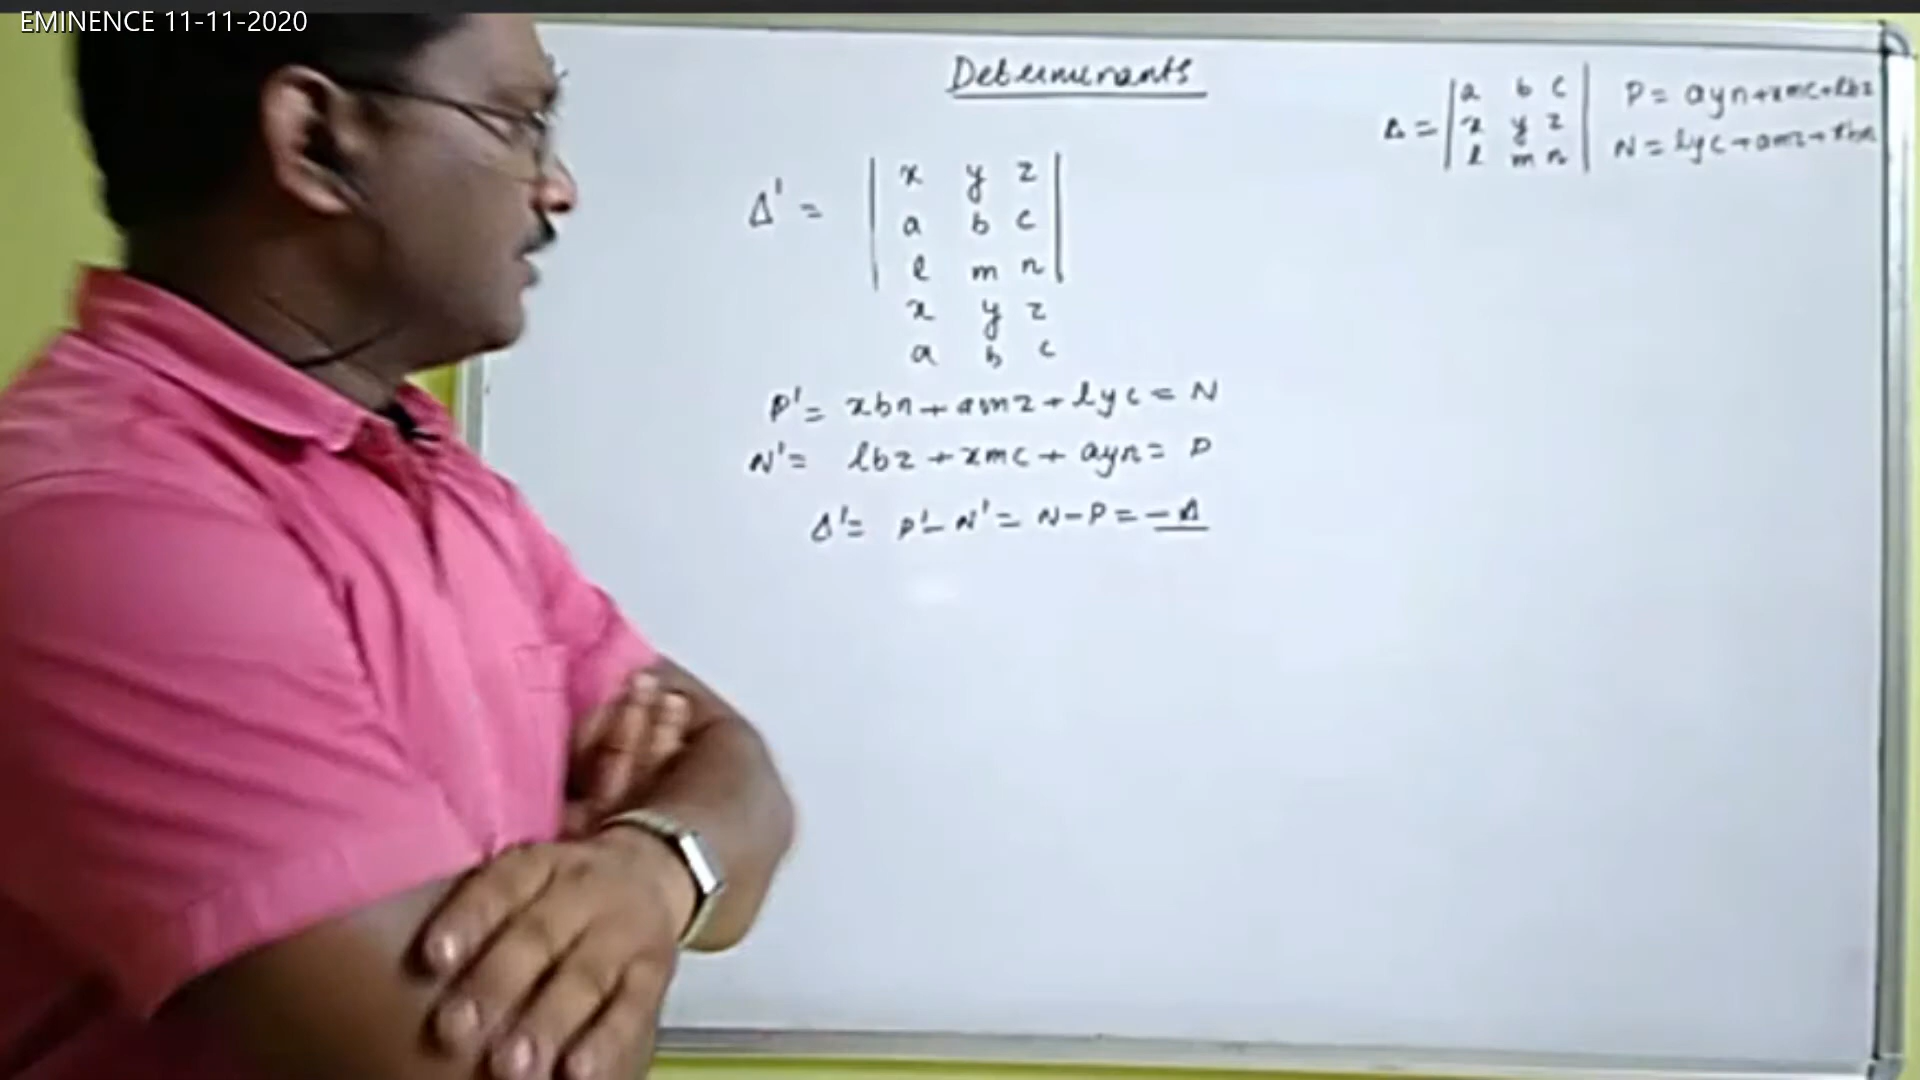 EMINENCE 11-11-2020
Determinants
Δ = | a b c |
| x y z |
| l m n |
P = ayn+xmc+lbz
N = lyc+amz+xbn
Δ' = | x y z |
| a b c |
| l m n |
x y z
a b c
P' = xbn+amz+lyc = N
N' = lbz+xmc+ayn = P
Δ' = P'-N' = N-P = -Δ